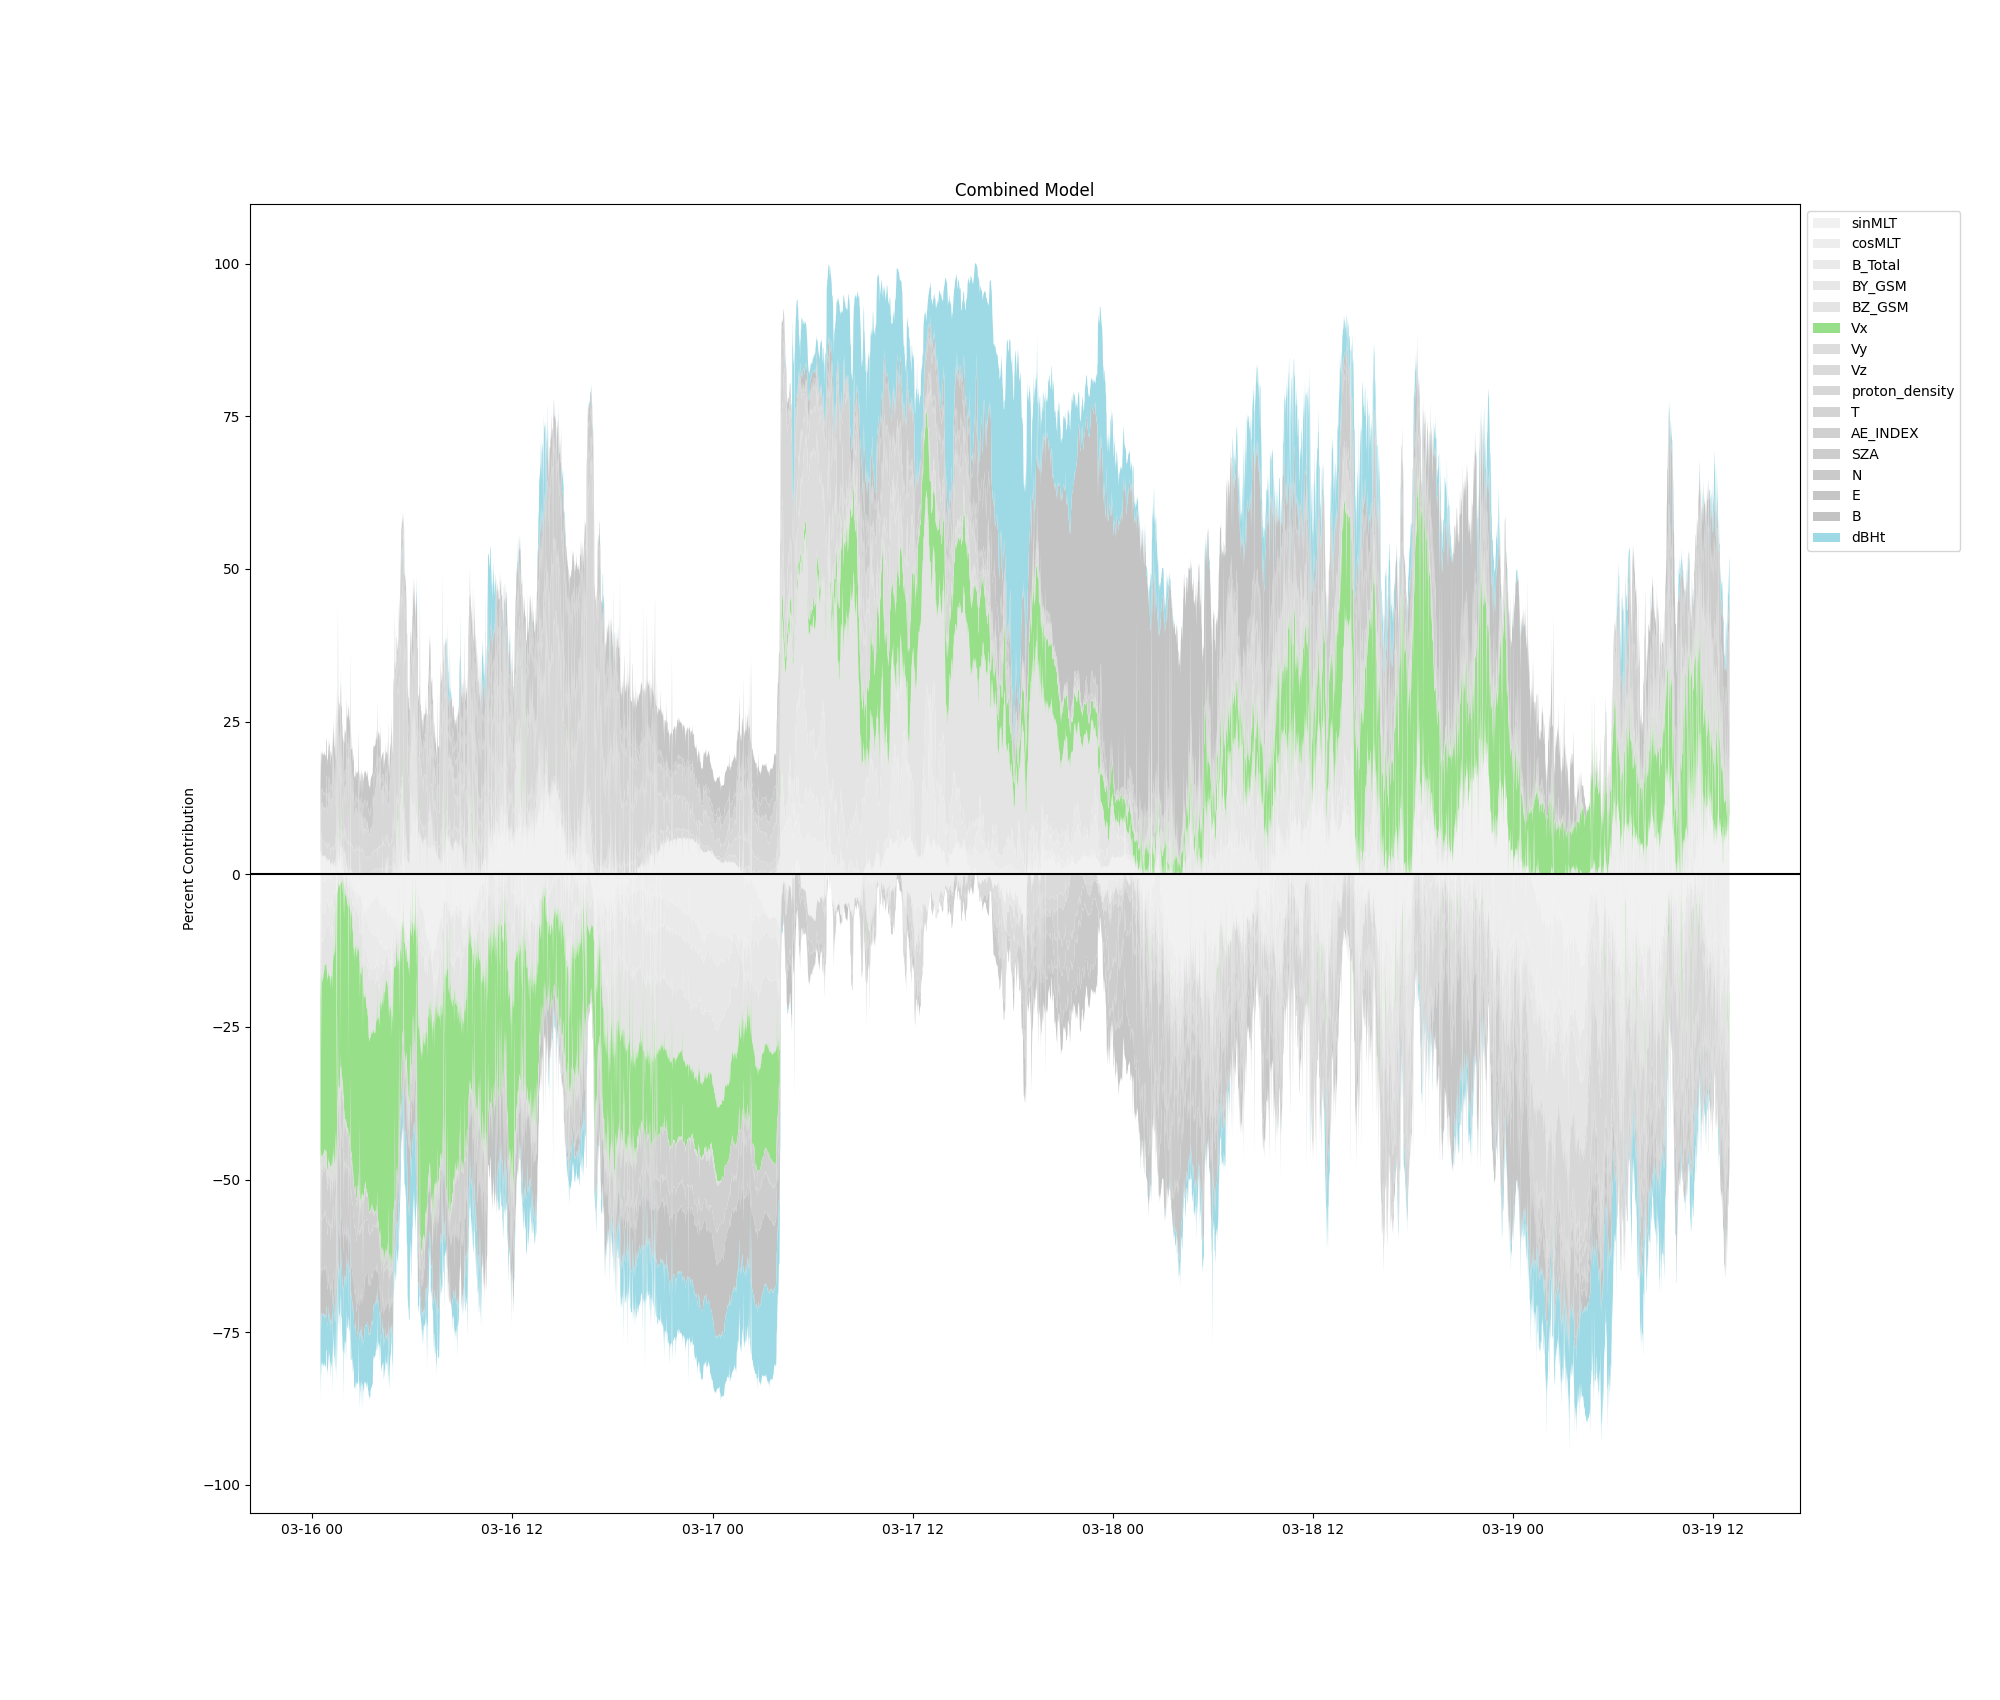 Combined Model
Percent Contribution
100
75
50
25
0
−25
−50
−75
−100
03-16 00
03-16 12
03-17 00
03-17 12
03-18 00
03-18 12
03-19 00
03-19 12
sinMLT
cosMLT
B_Total
BY_GSM
BZ_GSM
Vx
Vy
Vz
proton_density
T
AE_INDEX
SZA
N
E
B
dBHt